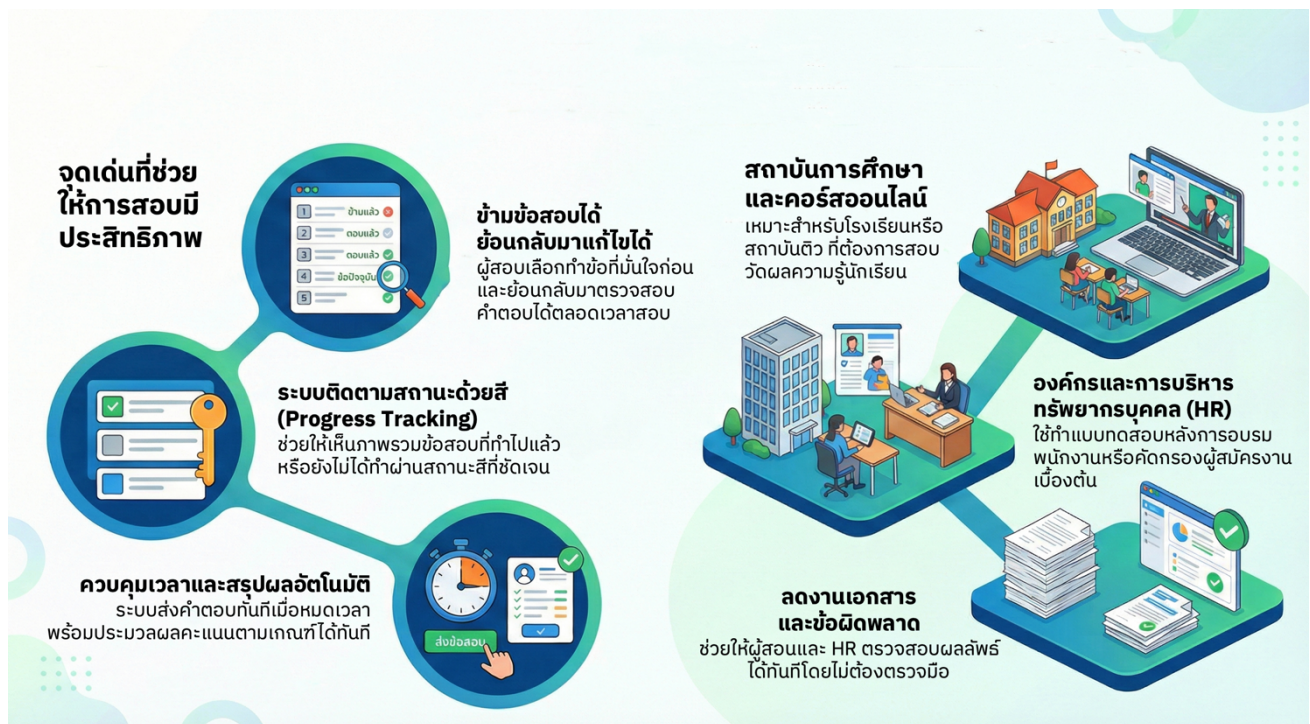 จุดเด่นที่ช่วย
ให้การสอบมี
ประสิทธิภาพ
1 ข้ามแล้ว
2 ตอบแล้ว
3 ตอบแล้ว
4 ข้อปัจจุบัน
5
ข้ามข้อสอบได้
ย้อนกลับมาแก้ไขได้
ผู้สอบเลือกทำข้อที่มั่นใจก่อน
และย้อนกลับมาตรวจสอบ
คำตอบได้ตลอดเวลาสอบ
ระบบติดตามสถานะด้วยสี
(Progress Tracking)
ช่วยให้เห็นภาพรวมข้อสอบที่ทำไปแล้ว
หรือยังไม่ได้ทำผ่านสถานะสีที่ชัดเจน
ควบคุมเวลาและสรุปผลอัตโนมัติ
ระบบส่งคำตอบทันทีเมื่อหมดเวลา
พร้อมประมวลผลคะแนนตามเกณฑ์ได้ทันที
ส่งข้อสอบ
สถาบันการศึกษา
และคอร์สออนไลน์
เหมาะสำหรับโรงเรียนหรือ
สถาบันติว ที่ต้องการสอบ
วัดผลความรู้นักเรียน
องค์กรและการบริหาร
ทรัพยากรบุคคล (HR)
ใช้ทำแบบทดสอบหลังการอบรม
พนักงานหรือคัดกรองผู้สมัครงาน
เบื้องต้น
ลดงานเอกสาร
และข้อผิดพลาด
ช่วยให้ผู้สอนและ HR ตรวจสอบผลลัพธ์
ได้ทันทีโดยไม่ต้องตรวจมือ